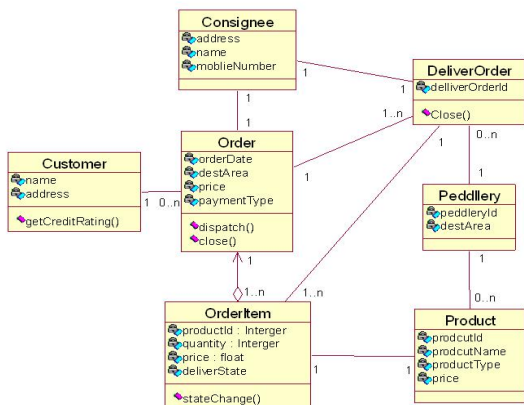 Consignee
address
name
moblieNumber
1
1
1
1
DeliverOrder
delliverOrderId
Close()
1..n
1
0..n
Order
orderDate
destArea
price
paymentType
dispatch()
close()
1
1
Customer
name
address
getCreditRating()
1
0..n
1
Peddllery
peddleryId
destArea
1
0..n
1..n
1..n
OrderItem
productId : Interger
quantity : Interger
price : float
deliverState
stateChange()
1
1
Product
prodcutId
prodcutName
productType
price